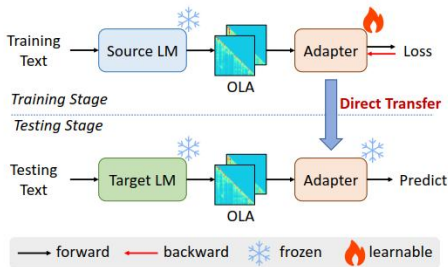 Training Text
Source LM
OLA
Adapter
Loss
Training Stage
Direct Transfer
Testing Stage
Testing Text
Target LM
OLA
Adapter
Predict
forward
backward
frozen
learnable